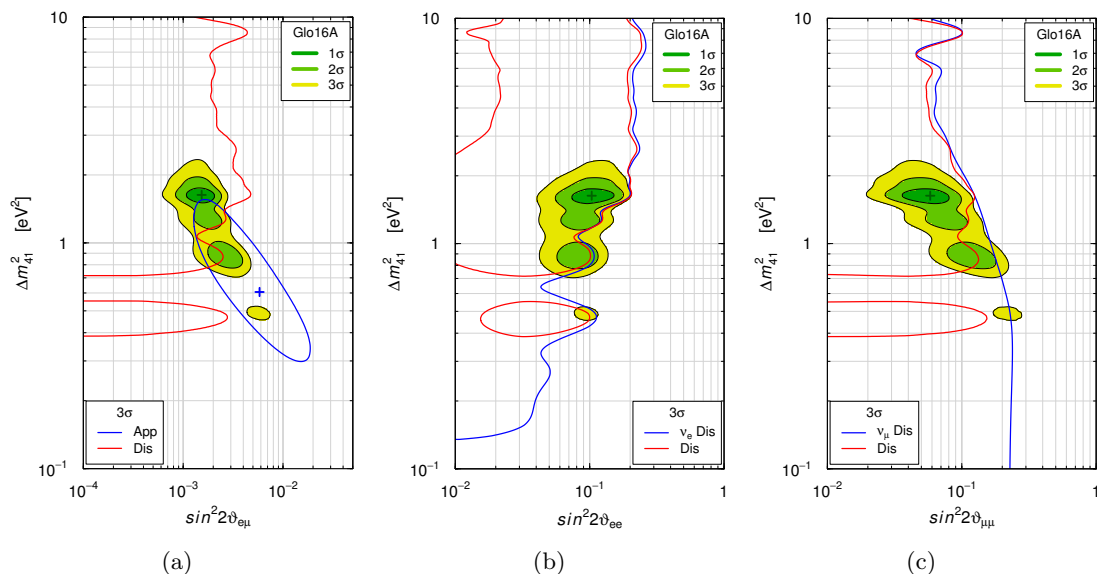 10
1
10⁻¹
Δm²₄₁ [eV²]
Glo16A
1σ
2σ
3σ
3σ
App
Dis
10⁻⁴ 10⁻³ 10⁻²
sin²2ϑeμ
(a)
10
1
10⁻¹
Δm²₄₁ [eV²]
Glo16A
1σ
2σ
3σ
3σ
νe Dis
Dis
10⁻² 10⁻¹ 1
sin²2ϑee
(b)
10
1
10⁻¹
Δm²₄₁ [eV²]
Glo16A
1σ
2σ
3σ
3σ
νμ Dis
Dis
10⁻² 10⁻¹ 1
sin²2ϑμμ
(c)